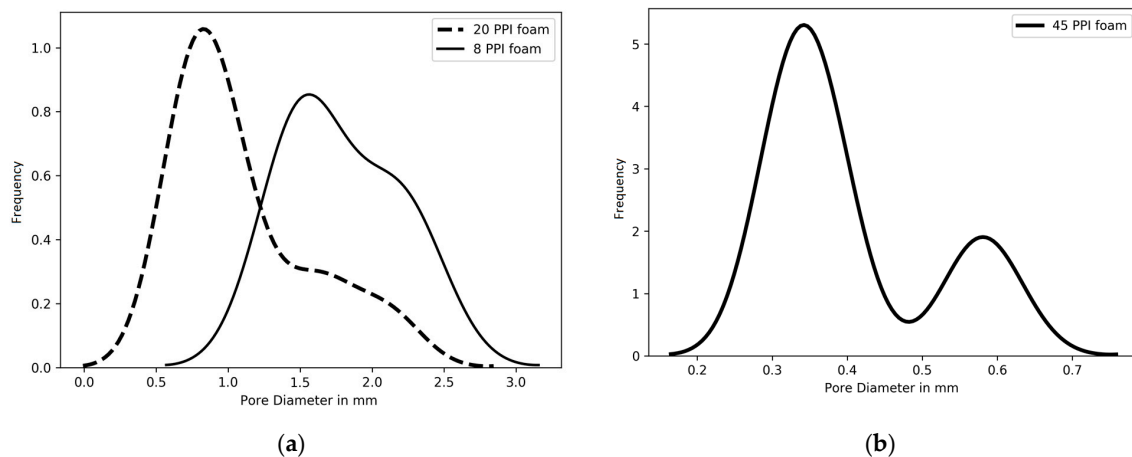 1.0
0.8
0.6
0.4
0.2
0.0
Frequency
0.0 0.5 1.0 1.5 2.0 2.5 3.0
Pore Diameter in mm
20 PPI foam
8 PPI foam
(a)
5
4
3
2
1
0
Frequency
0.2 0.3 0.4 0.5 0.6 0.7
Pore Diameter in mm
45 PPI foam
(b)